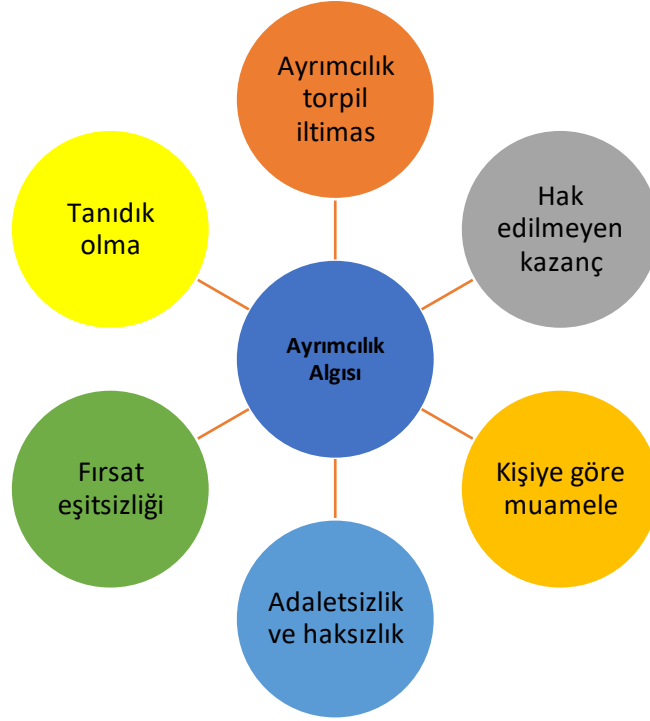 Ayrımcılık
torpil
iltimas
Hak
edilmeyen
kazanç
Tanıdık
olma
Ayrımcılık
Algısı
Fırsat
eşitsizliği
Kişiye göre
muamele
Adaletsizlik
ve haksızlık